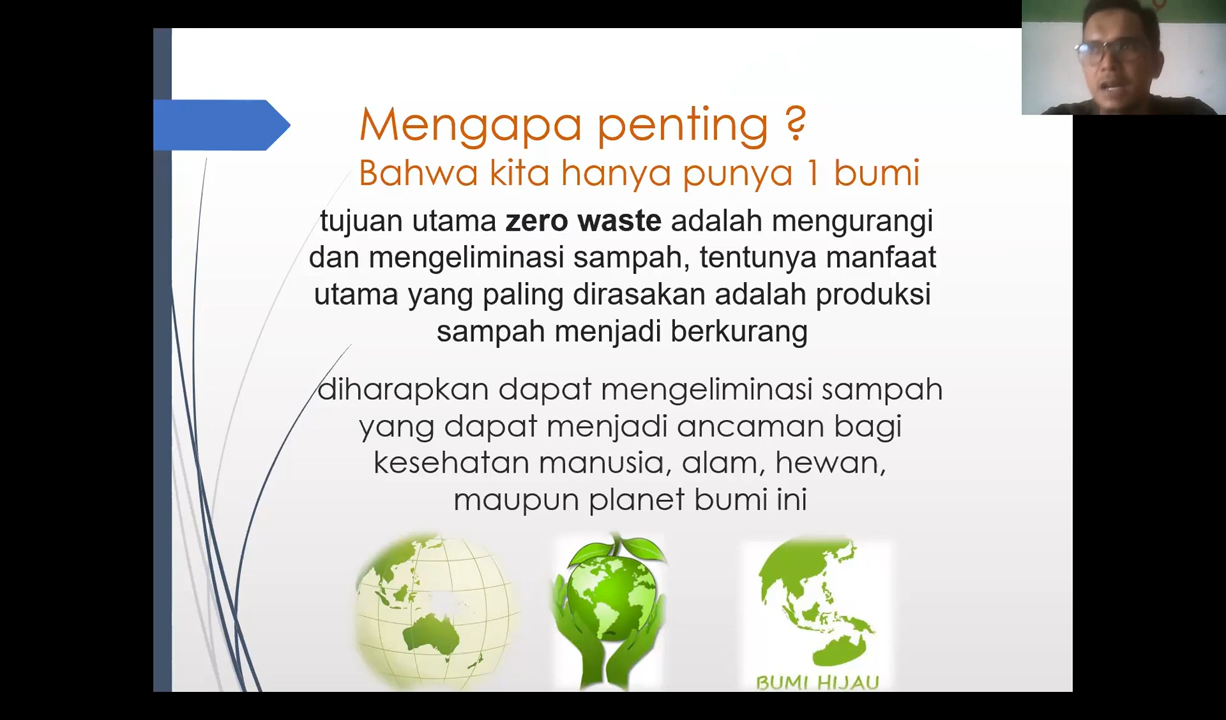 Mengapa penting ?
Bahwa kita hanya punya 1 bumi
tujuan utama zero waste adalah mengurangi
dan mengeliminasi sampah, tentunya manfaat
utama yang paling dirasakan adalah produksi
sampah menjadi berkurang
diharapkan dapat mengeliminasi sampah
yang dapat menjadi ancaman bagi
kesehatan manusia, alam, hewan,
maupun planet bumi ini
BUMI HIJAU